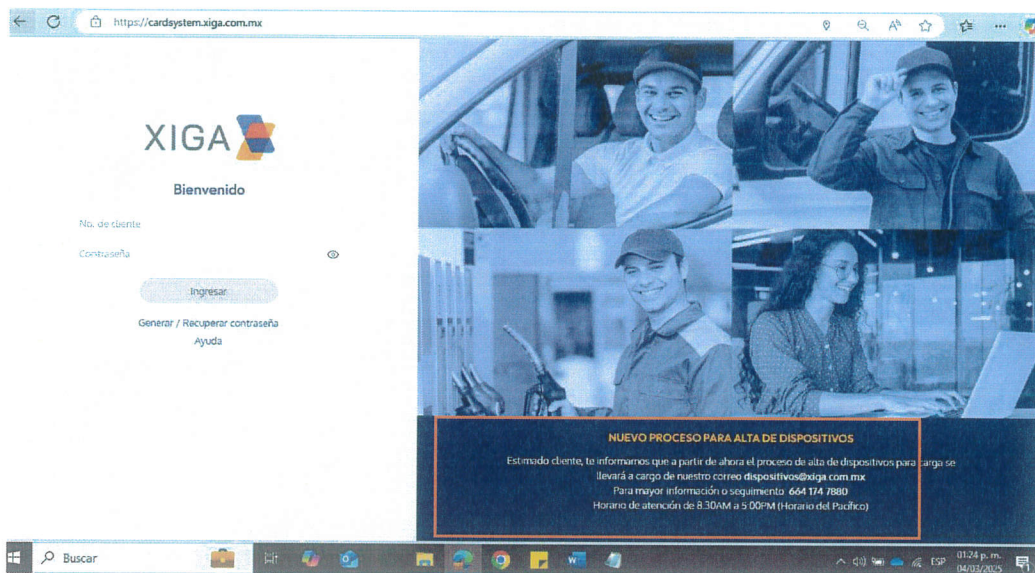 https://cardsystem.xiga.com.mx
XIGA
Bienvenido
No. de cliente
Contraseña
Ingresar
Generar / Recuperar contraseña
Ayuda
NUEVO PROCESO PARA ALTA DE DISPOSITIVOS
Estimado cliente, te informamos que a partir de ahora el proceso de alta de dispositivos para carga se
llevará a cargo de nuestro correo dispositivos@xiga.com.mx
Para mayor información o seguimiento 664 174 7880
Horario de atención de 8:30AM a 5:00PM (Horario del Pacífico)
Buscar
ESP
01:24 p. m.
04/03/2025